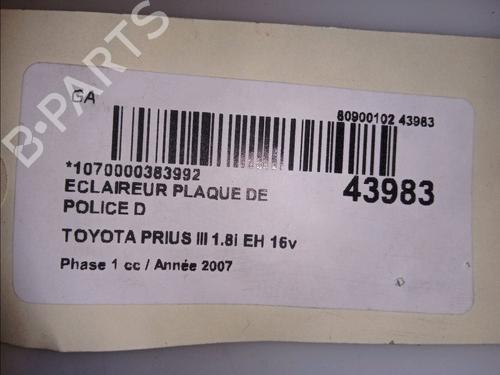 GA
80900102 43983
*1070000383992
43983
ECLAIREUR PLAQUE DE
POLICE D
TOYOTA PRIUS III 1.8i EH 16v
Phase 1 cc / Année 2007
B-PARTS